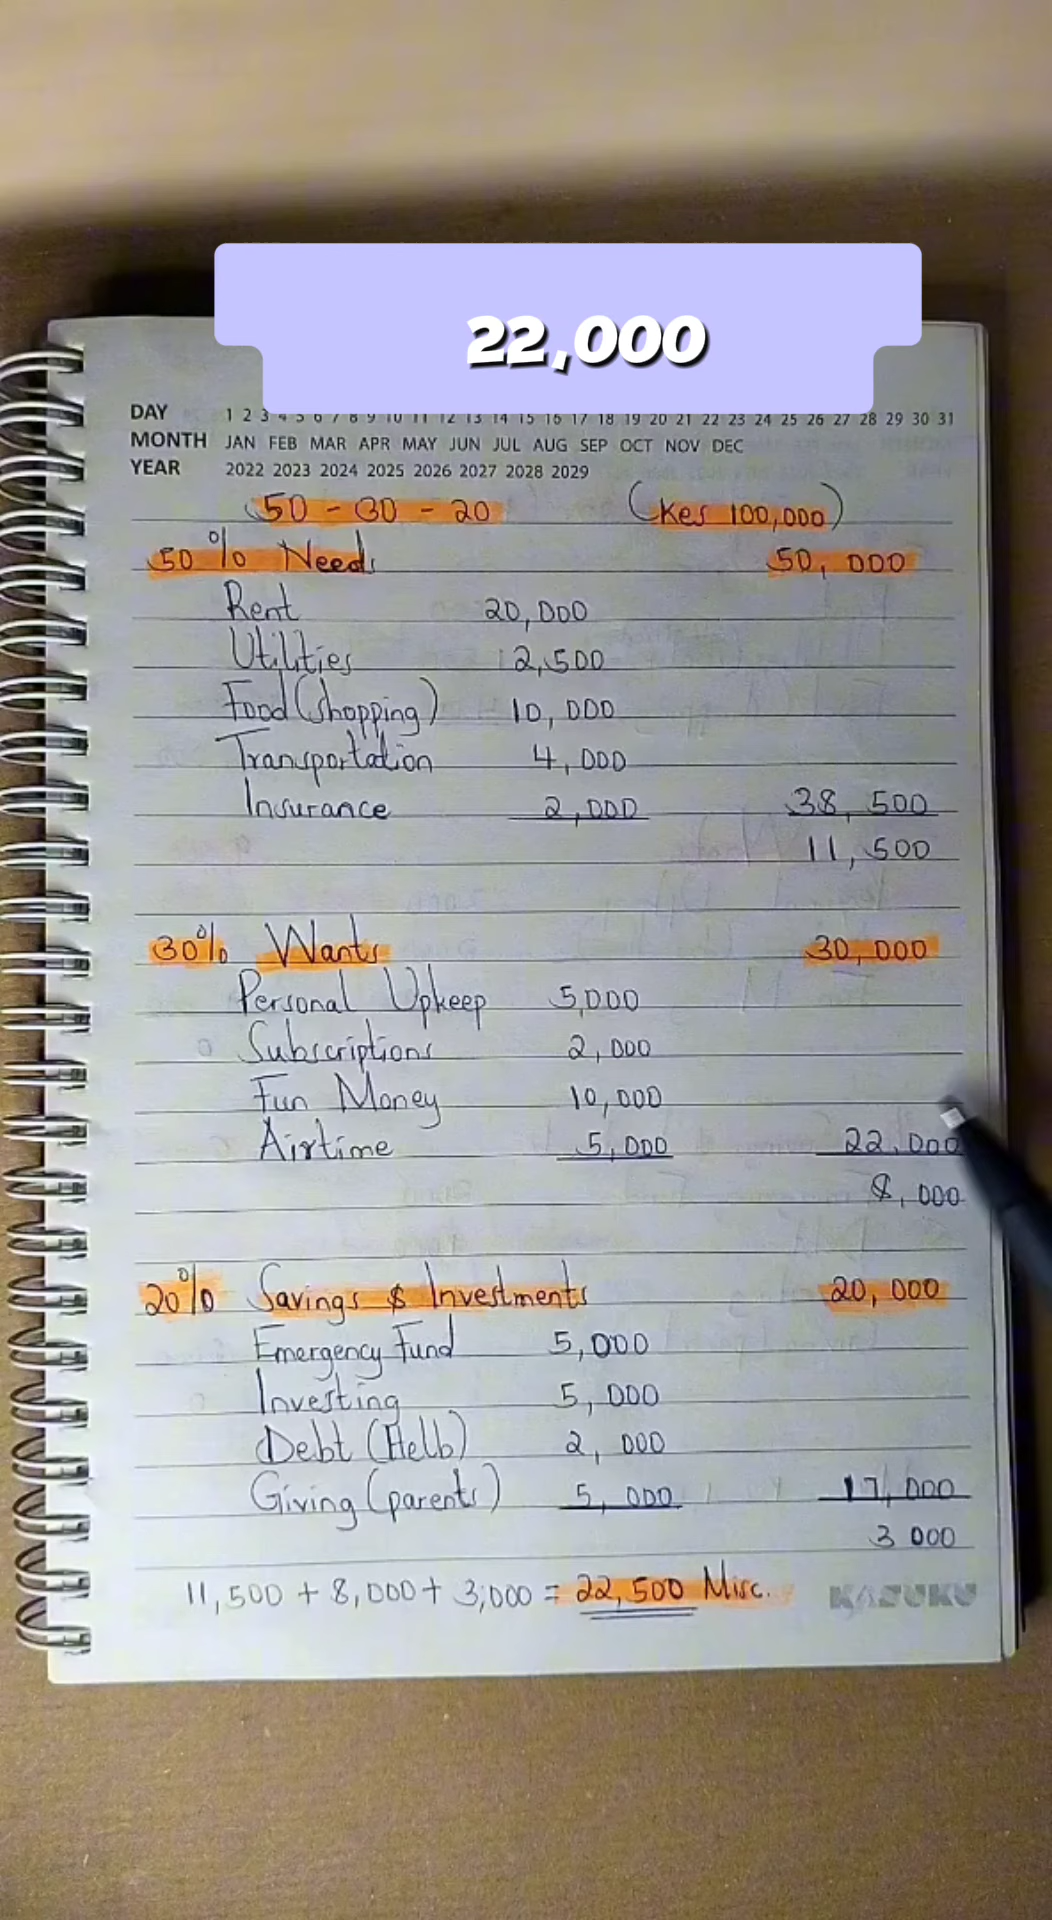 22,000
DAY 1 2 3 4 5 6 7 8 9 10 11 12 13 14 15 16 17 18 19 20 21 22 23 24 25 26 27 28 29 30 31
MONTH JAN FEB MAR APR MAY JUN JUL AUG SEP OCT NOV DEC
YEAR 2022 2023 2024 2025 2026 2027 2028 2029
50 - 30 - 20 (Kes 100,000)
50% Needs 50,000
Rent 20,000
Utilities 2,500
Food (shopping) 10,000
Transportation 4,000
Insurance 2,000 38,500
11,500
30% Wants 30,000
Personal Upkeep 5,000
Subscriptions 2,000
Fun Money 10,000
Airtime 5,000 22,000
8,000
20% Savings & Investments 20,000
Emergency Fund 5,000
Investing 5,000
Debt (Helb) 2,000
Giving (parents) 5,000 17,000
3 000
11,500 + 8,000 + 3,000 = 22,500 Misc.
KASUKU